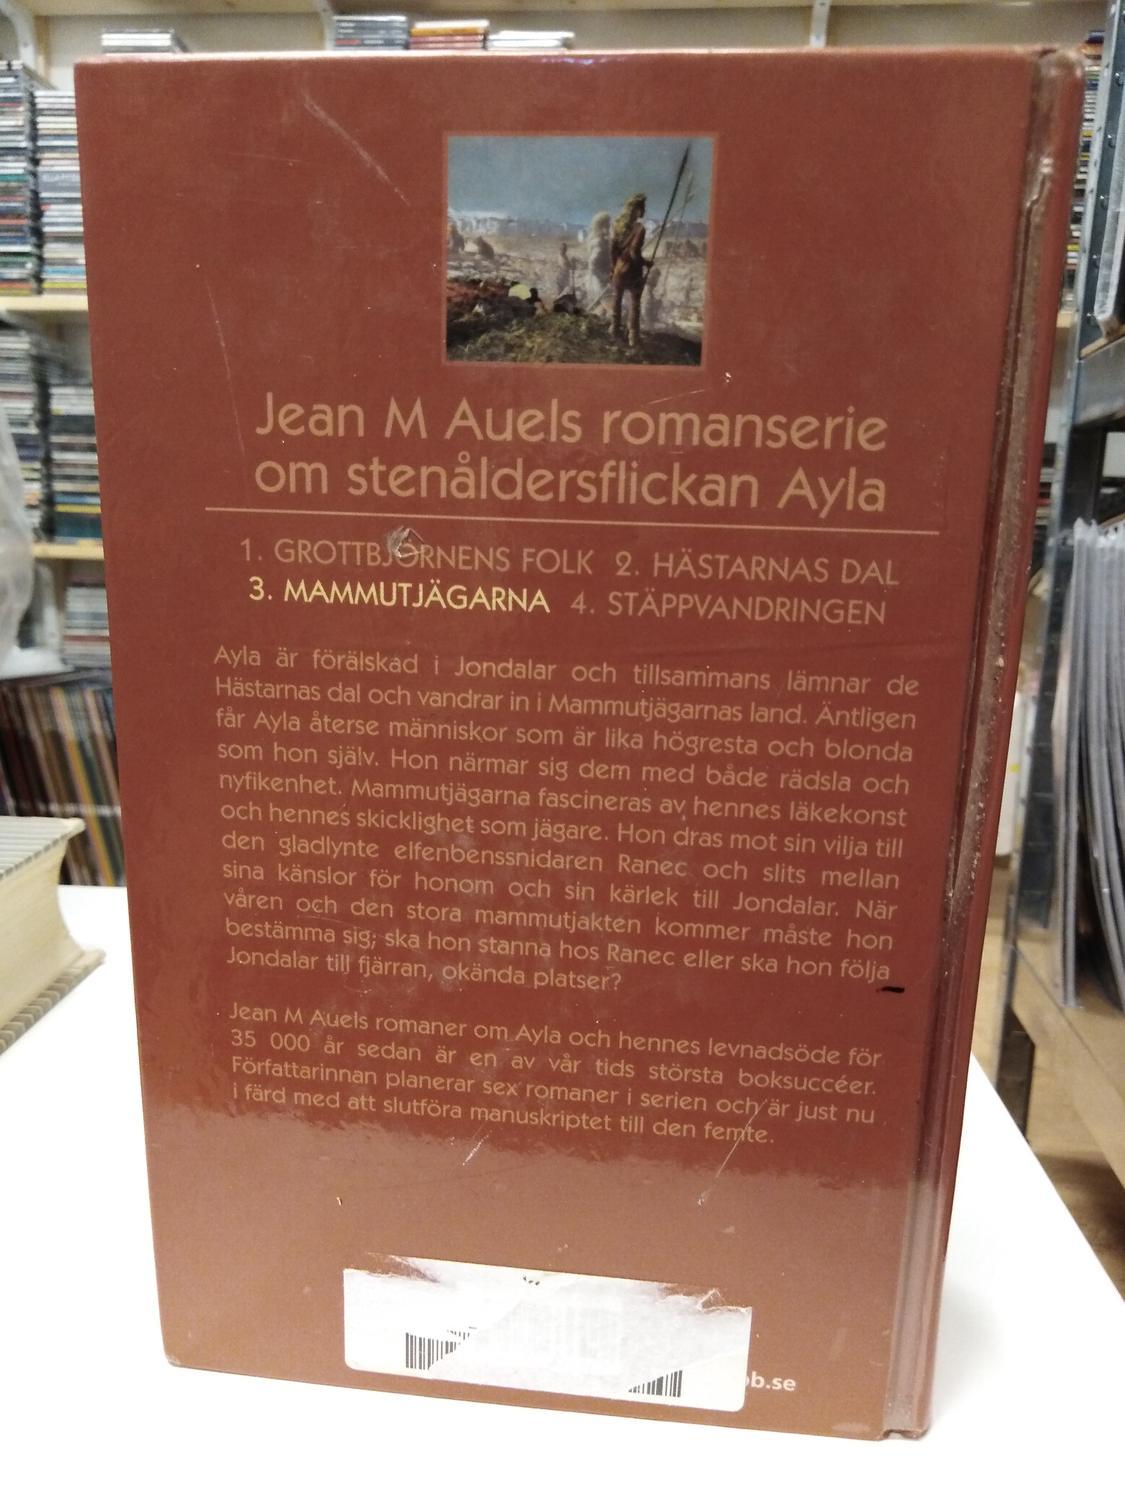 Jean M Auels romanserie
om stenåldersflickan Ayla
1. GROTTBJÖRNENS FOLK 2. HÄSTARNAS DAL
3. MAMMUTJÄGARNA 4. STÄPPVANDRINGEN
Ayla är förälskad i Jondalar och tillsammans lämnar de
Hästarnas dal och vandrar in i Mammutjägarnas land. Äntligen
får Ayla återse människor som är lika högresta och blonda
som hon själv. Hon närmar sig dem med både rädsla och
nyfikenhet. Mammutjägarna fascineras av hennes läkekonst
och hennes skicklighet som jägare. Hon dras mot sin vilja till
den gladlynte elfenbenssnidaren Ranec och slits mellan
sina känslor för honom och sin kärlek till Jondalar. När
våren och den stora mammutjakten kommer måste hon
bestämma sig; ska hon stanna hos Ranec eller ska hon följa
Jondalar till fjärran, okända platser?
Jean M Auels romaner om Ayla och hennes levnadsöde för
35 000 år sedan är en av vår tids största boksuccéer.
Författarinnan planerar sex romaner i serien och är just nu
i färd med att slutföra manuskriptet till den femte.
b.se